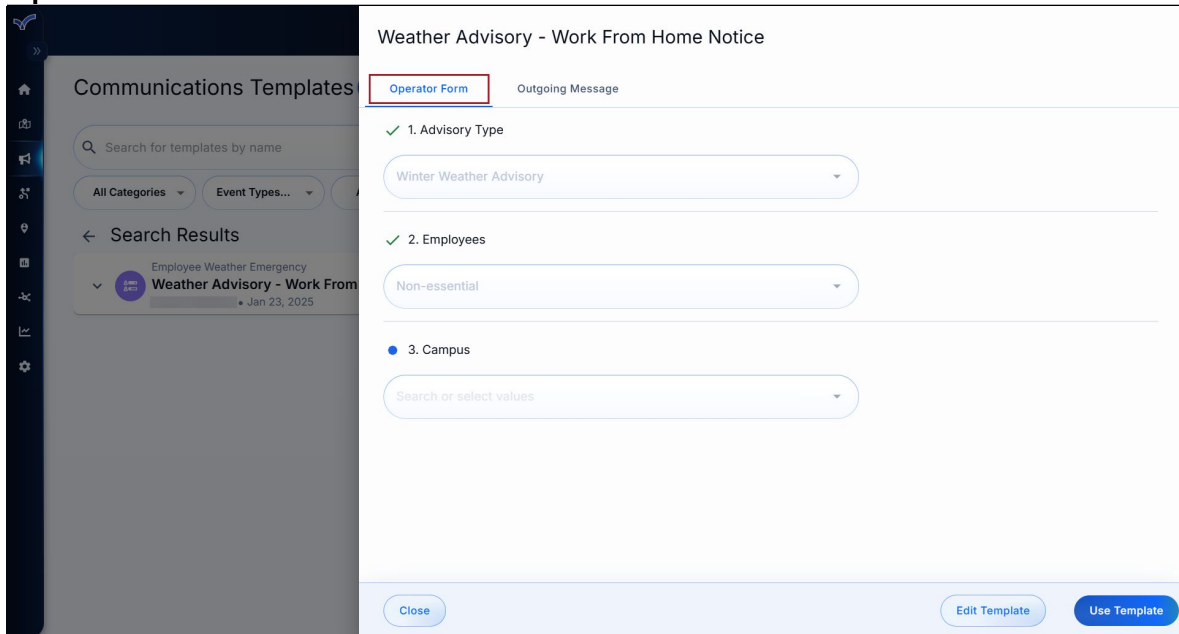 Weather Advisory - Work From Home Notice
Operator Form
Outgoing Message
Communications Templates
Search for templates by name
All Categories
Event Types...
Search Results
Employee Weather Emergency
Weather Advisory - Work From
• Jan 23, 2025
1. Advisory Type
Winter Weather Advisory
2. Employees
Non-essential
3. Campus
Search or select values
Close
Edit Template
Use Template